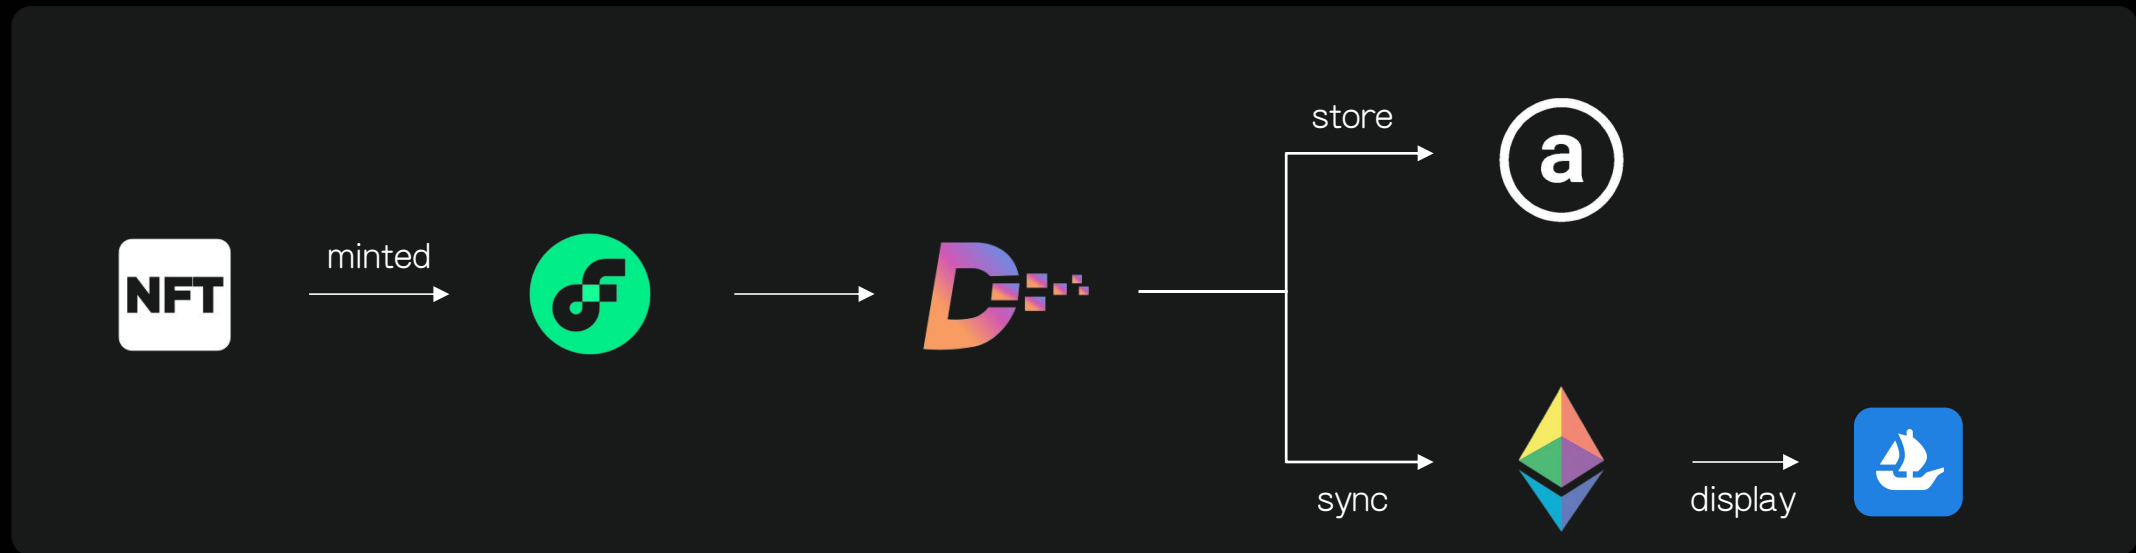 NFT
minted
store
a
sync
display